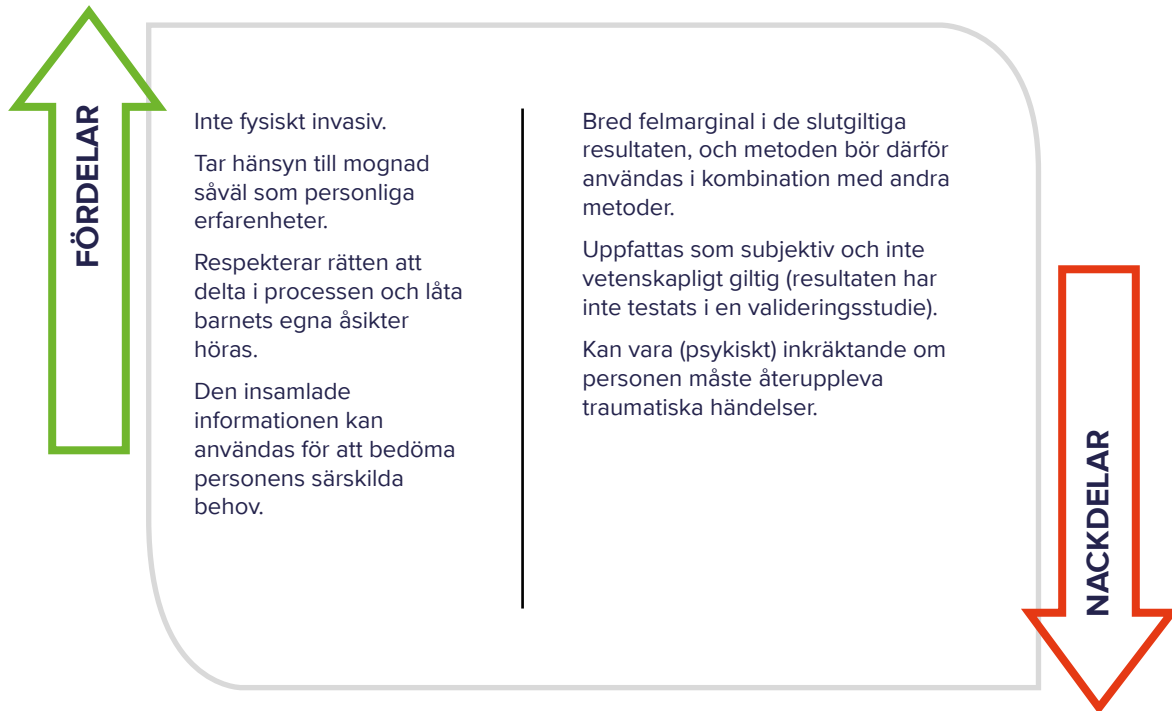 FÖRDELAR
Inte fysiskt invasiv.
Tar hänsyn till mognad
såväl som personliga
erfarenheter.
Respekterar rätten att
delta i processen och låta
barnets egna åsikter
höras.
Den insamlade
informationen kan
användas för att bedöma
personens särskilda
behov.
Bred felmarginal i de slutgiltiga
resultaten, och metoden bör därför
användas i kombination med andra
metoder.
Uppfattas som subjektiv och inte
vetenskapligt giltig (resultaten har
inte testats i en valideringsstudie).
Kan vara (psykiskt) inkräktande om
personen måste återuppleva
traumatiska händelser.
NACKDELAR